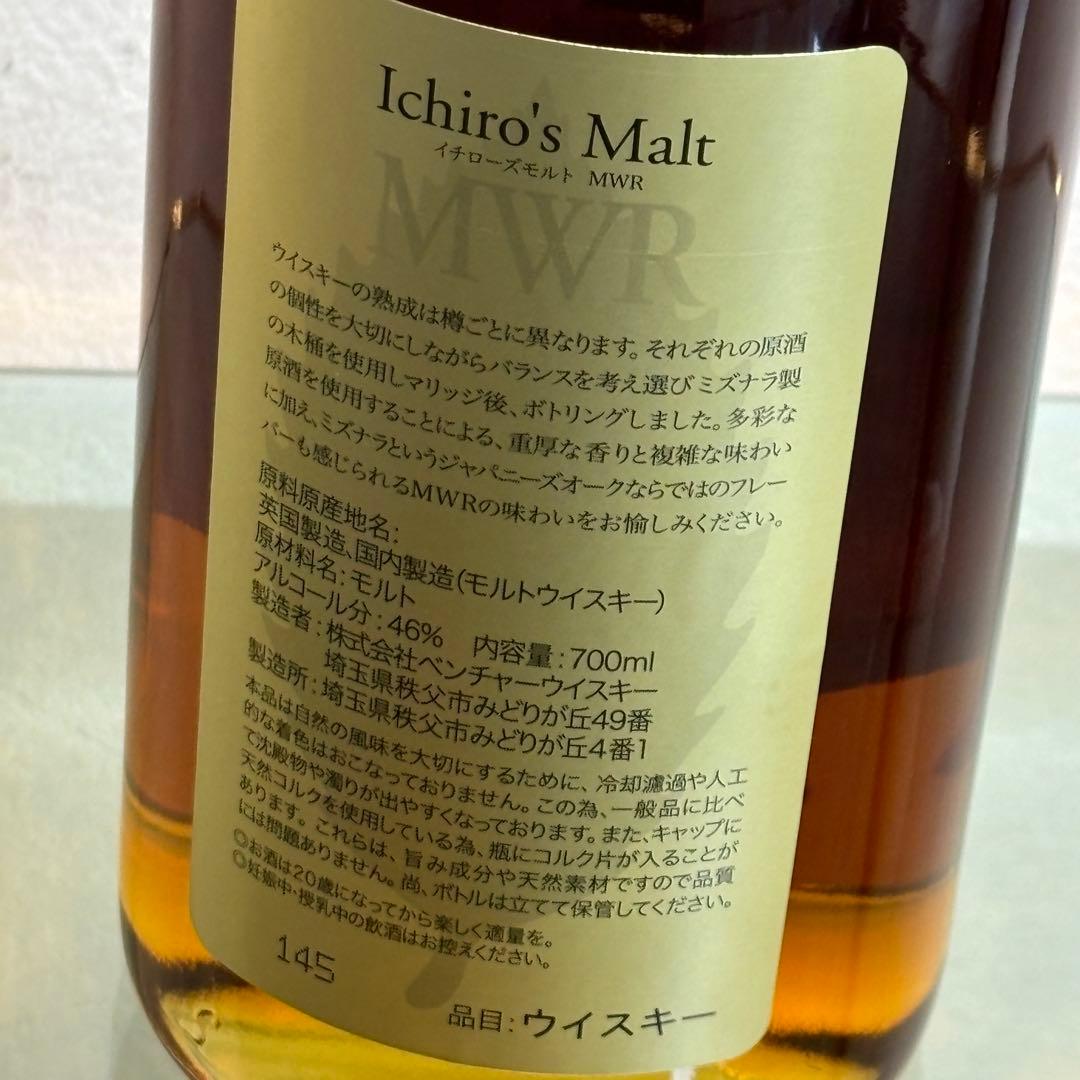 Ichiro's Malt
イチローズモルト MWR
MWR
ウイスキーの熟成は樽ごとに異なります。それぞれの原酒
の個性を大切にしながらバランスを考え選びミズナラ製
の木桶を使用しマリッジ後、ボトリングしました。多彩な
原酒を使用することによる、重厚な香りと複雑な味わい
に加え、ミズナラというジャパニーズオークならではのフレー
バーも感じられるMWRの味わいをお愉しみください。
原料原産地名:
英国製造、国内製造(モルトウイスキー)
原材料名:モルト
アルコール分:46% 内容量:700ml
製造者:株式会社ベンチャーウイスキー
埼玉県秩父市みどりが丘49番
製造所:埼玉県秩父市みどりが丘4番1
本品は自然の風味を大切にするために、冷却濾過や人工
的な着色はおこなっておりません。この為、一般品に比べ
て沈殿物や濁りが出やすくなっております。また、キャップに
天然コルクを使用している為、瓶にコルク片が入ることが
あります。これらは、旨み成分や天然素材ですので品質
には問題ありません。尚、ボトルは立てて保管してください。
◎お酒は20歳になってから楽しく適量を。
◎妊娠中・授乳中の飲酒はお控えください。
145
品目:ウイスキー